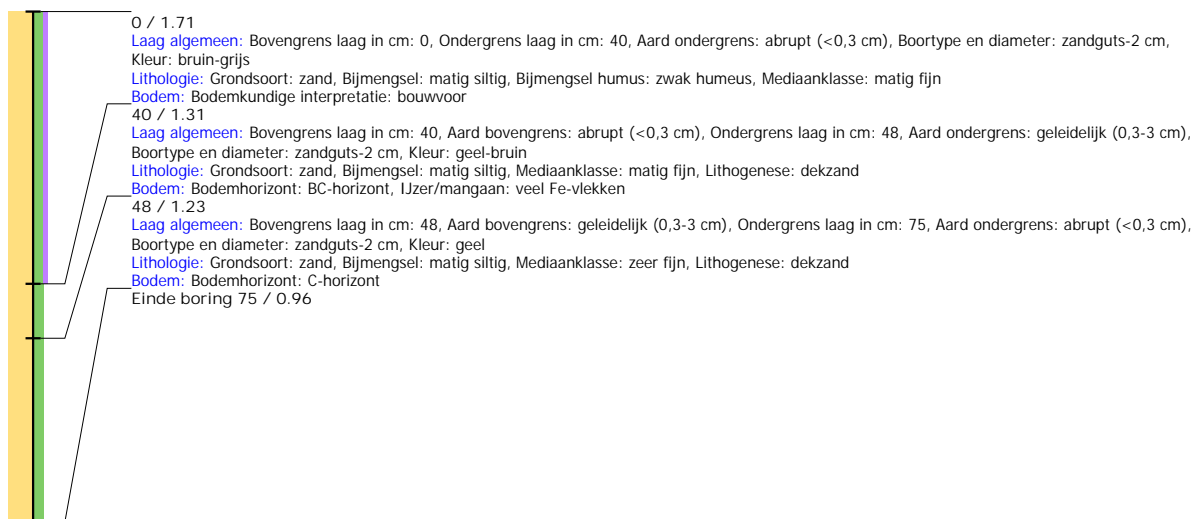 0 / 1.71
Laag algemeen: Bovengrens laag in cm: 0, Ondergrens laag in cm: 40, Aard ondergrens: abrupt (<0,3 cm), Boortype en diameter: zandguts-2 cm,
Kleur: bruin-grijs
Lithologie: Grondsoort: zand, Bijmengsel: matig siltig, Bijmengsel humus: zwak humeus, Mediaanklasse: matig fijn
Bodem: Bodemkundige interpretatie: bouwvoor
40 / 1.31
Laag algemeen: Bovengrens laag in cm: 40, Aard bovengrens: abrupt (<0,3 cm), Ondergrens laag in cm: 48, Aard ondergrens: geleidelijk (0,3-3 cm),
Boortype en diameter: zandguts-2 cm, Kleur: geel-bruin
Lithologie: Grondsoort: zand, Bijmengsel: matig siltig, Mediaanklasse: matig fijn, Lithogenese: dekzand
Bodem: Bodemhorizont: BC-horizont, IJzer/mangaan: veel Fe-vlekken
48 / 1.23
Laag algemeen: Bovengrens laag in cm: 48, Aard bovengrens: geleidelijk (0,3-3 cm), Ondergrens laag in cm: 75, Aard ondergrens: abrupt (<0,3 cm),
Boortype en diameter: zandguts-2 cm, Kleur: geel
Lithologie: Grondsoort: zand, Bijmengsel: matig siltig, Mediaanklasse: zeer fijn, Lithogenese: dekzand
Bodem: Bodemhorizont: C-horizont
Einde boring 75 / 0.96